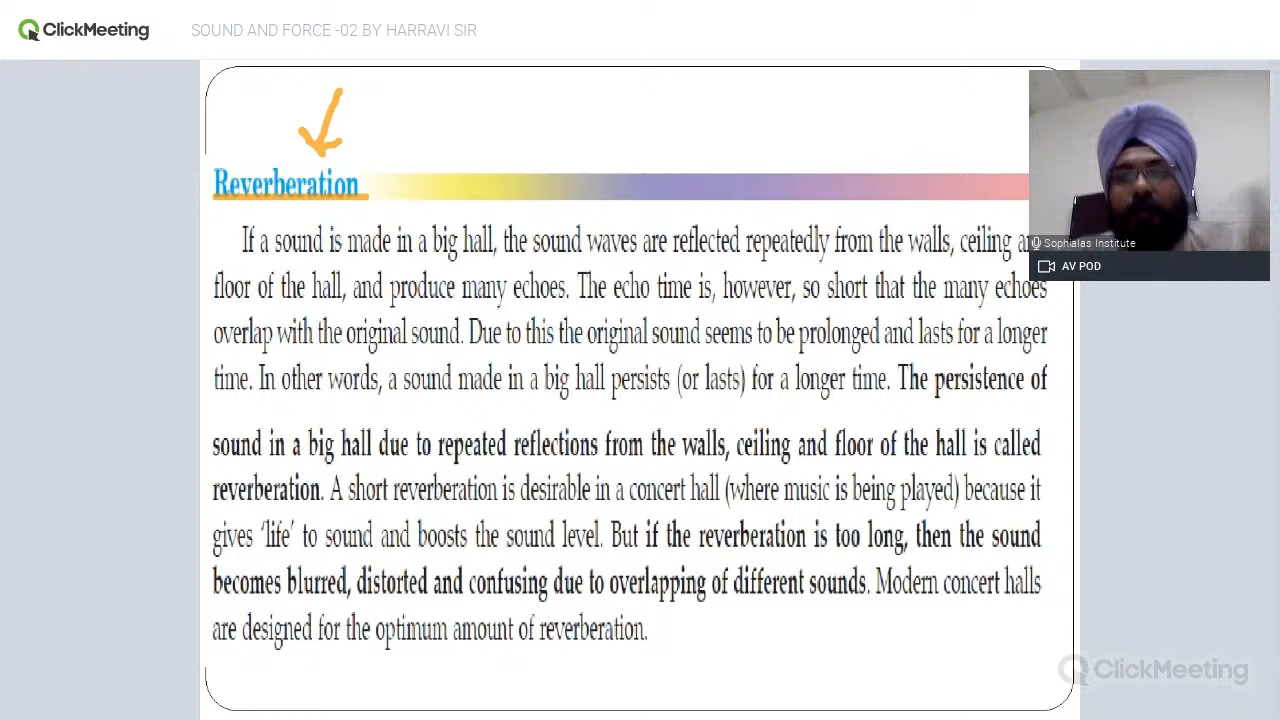 ClickMeeting
SOUND AND FORCE -02 BY HARRAVI SIR
Reverberation
If a sound is made in a big hall, the sound waves are reflected repeatedly from the walls, ceiling
floor of the hall, and produce many echoes. The echo time is, however, so short that the many echoes
overlap with the original sound. Due to this the original sound seems to be prolonged and lasts for a longer
time. In other words, a sound made in a big hall persists (or lasts) for a longer time. The persistence of
sound in a big hall due to repeated reflections from the walls, ceiling and floor of the hall is called
reverberation. A short reverberation is desirable in a concert hall (where music is being played) because it
gives ‘life’ to sound and boosts the sound level. But if the reverberation is too long, then the sound
becomes blurred, distorted and confusing due to overlapping of different sounds. Modern concert halls
are designed for the optimum amount of reverberation.
Sophialas Institute
AV POD
ClickMeeting